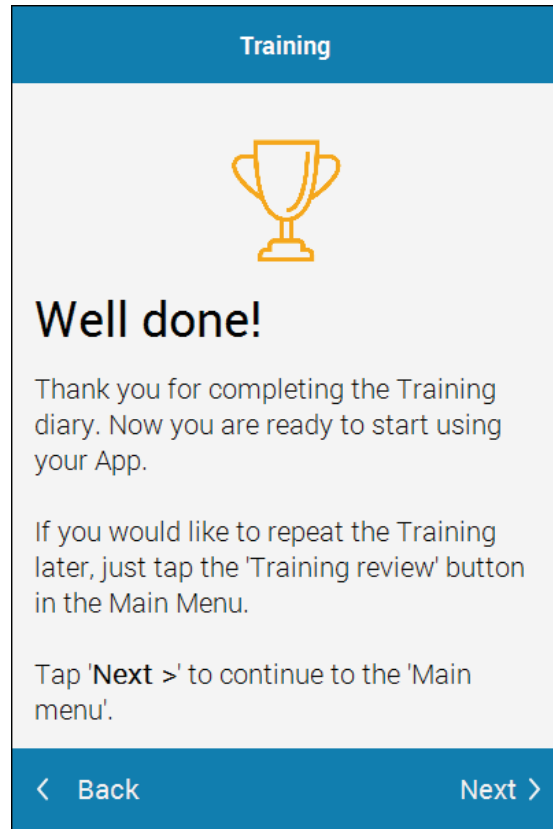 Training
Well done!
Thank you for completing the Training
diary. Now you are ready to start using
your App.
If you would like to repeat the Training
later, just tap the 'Training review' button
in the Main Menu.
Tap 'Next >' to continue to the 'Main
menu'.
< Back
Next >